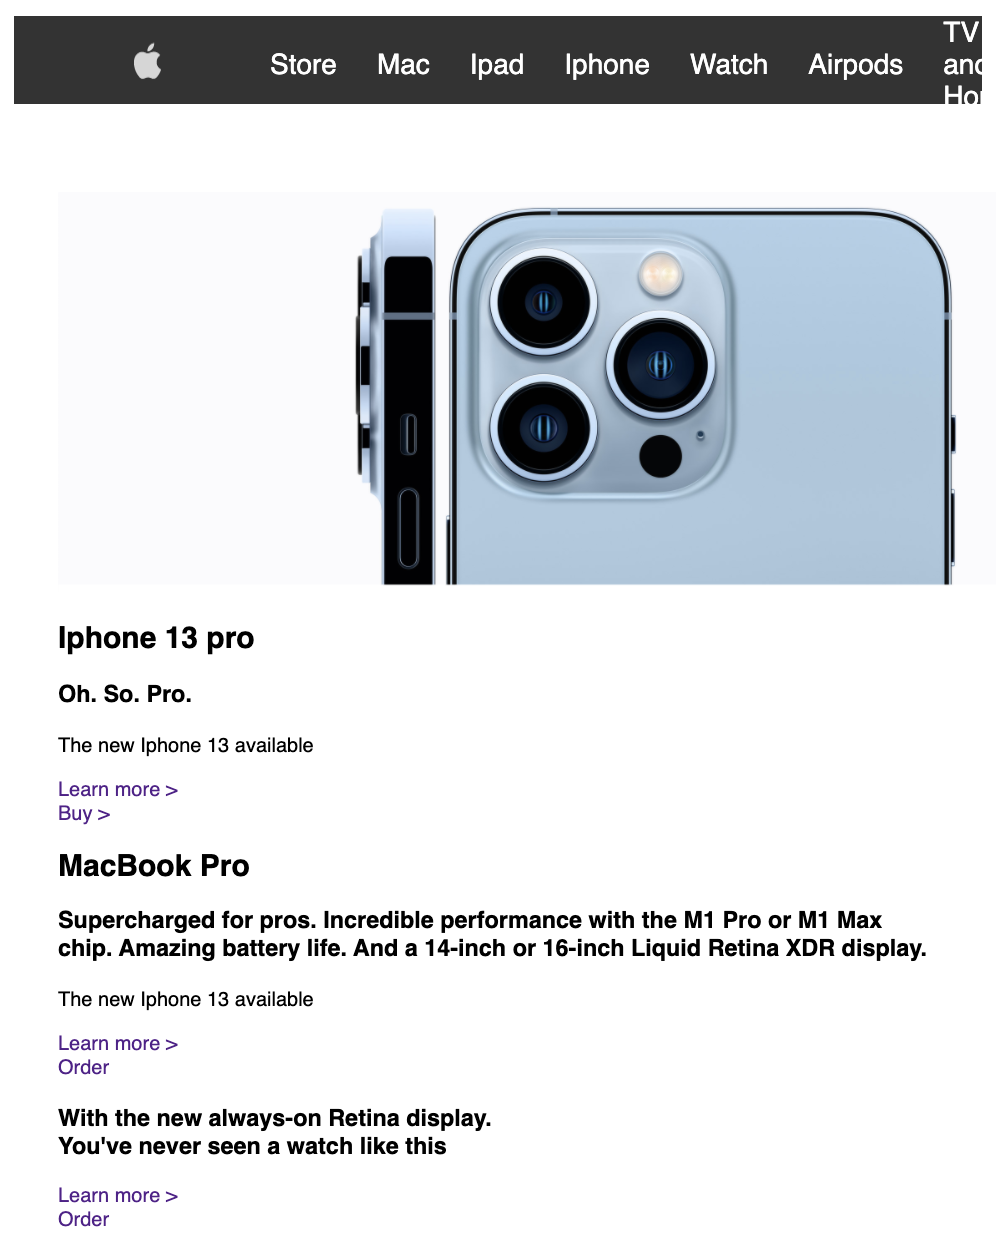 Store Mac Ipad Iphone Watch Airpods TV
Iphone 13 pro
Oh. So. Pro.
The new Iphone 13 available
Learn more >
Buy >
MacBook Pro
Supercharged for pros. Incredible performance with the M1 Pro or M1 Max
chip. Amazing battery life. And a 14-inch or 16-inch Liquid Retina XDR display.
The new Iphone 13 available
Learn more >
Order
With the new always-on Retina display.
You've never seen a watch like this
Learn more >
Order